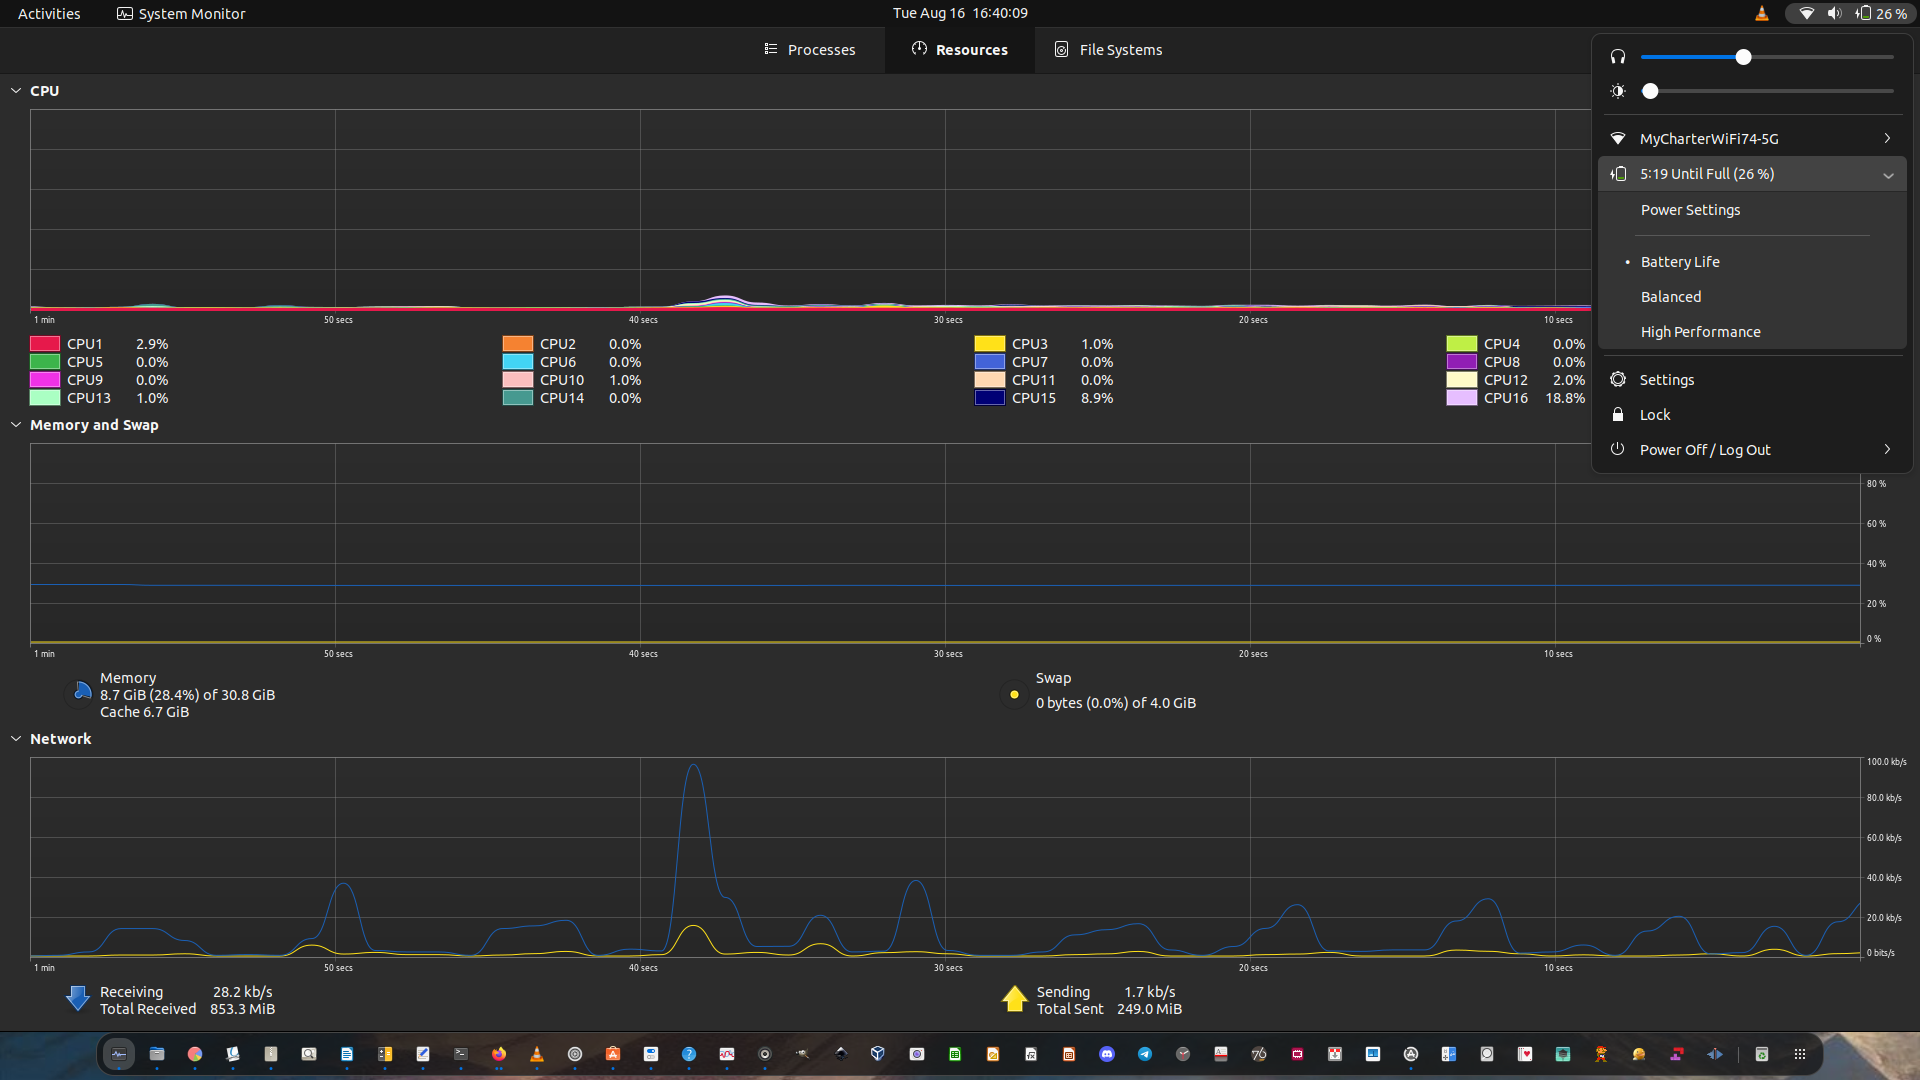 Activities
System Monitor
Tue Aug 16 16:40:09
26 %
Processes
Resources
File Systems
CPU
1 min
50 secs
40 secs
30 secs
20 secs
10 secs
CPU1 2.9%
CPU2 0.0%
CPU3 1.0%
CPU4 0.0%
CPU5 0.0%
CPU6 0.0%
CPU7 0.0%
CPU8 0.0%
CPU9 0.0%
CPU10 1.0%
CPU11 0.0%
CPU12 2.0%
CPU13 1.0%
CPU14 0.0%
CPU15 8.9%
CPU16 18.8%
MyCharterWiFi74-5G
5:19 Until Full (26 %)
Power Settings
Battery Life
Balanced
High Performance
Settings
Lock
Power Off / Log Out
Memory and Swap
80 %
60 %
40 %
20 %
0 %
1 min
50 secs
40 secs
30 secs
20 secs
10 secs
Memory
8.7 GiB (28.4%) of 30.8 GiB
Cache 6.7 GiB
Swap
0 bytes (0.0%) of 4.0 GiB
Network
100.0 kb/s
80.0 kb/s
60.0 kb/s
40.0 kb/s
20.0 kb/s
0 bits/s
1 min
50 secs
40 secs
30 secs
20 secs
10 secs
Receiving 28.2 kb/s
Total Received 853.3 MiB
Sending 1.7 kb/s
Total Sent 249.0 MiB